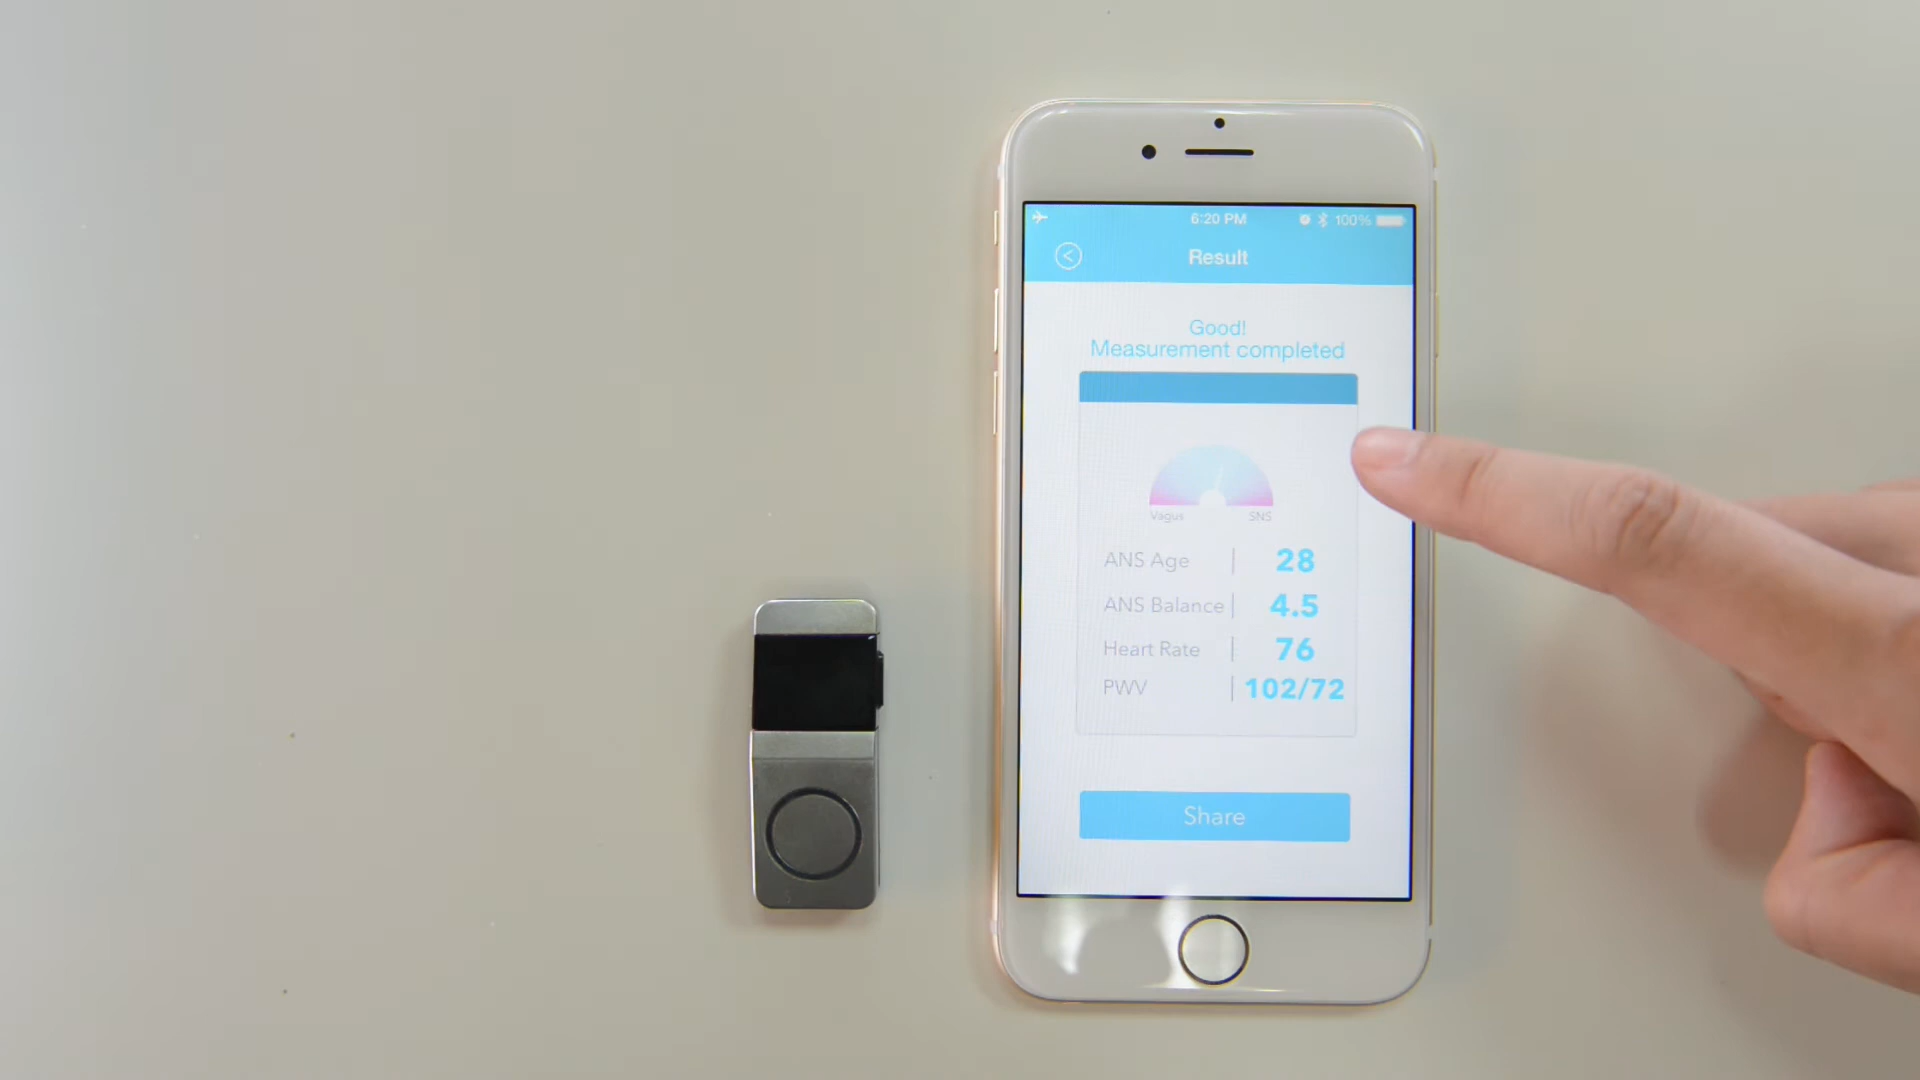 6:20 PM 100%
Result
Good!
Measurement completed
Vagus SNS
ANS Age | 28
ANS Balance | 4.5
Heart Rate | 76
PWV | 102/72
Share